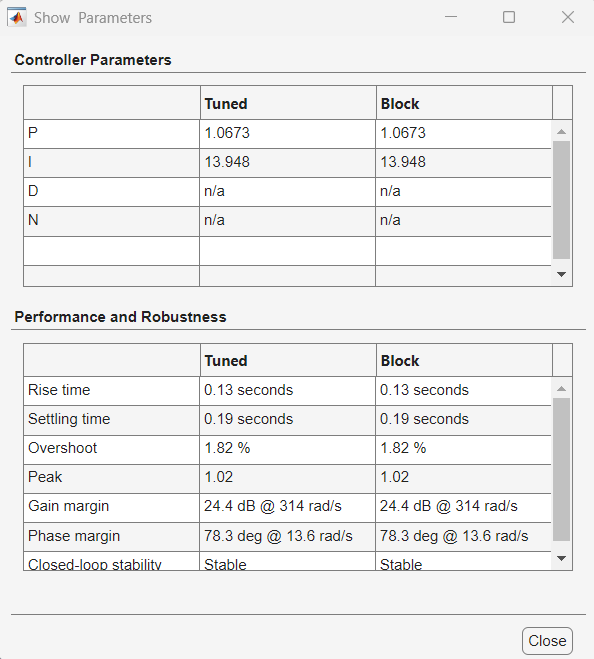 Show Parameters
Controller Parameters
Tuned Block
P 1.0673 1.0673
I 13.948 13.948
D n/a n/a
N n/a n/a
Performance and Robustness
Tuned Block
Rise time 0.13 seconds 0.13 seconds
Settling time 0.19 seconds 0.19 seconds
Overshoot 1.82 % 1.82 %
Peak 1.02 1.02
Gain margin 24.4 dB @ 314 rad/s 24.4 dB @ 314 rad/s
Phase margin 78.3 deg @ 13.6 rad/s 78.3 deg @ 13.6 rad/s
Closed-loop stability Stable Stable
Close